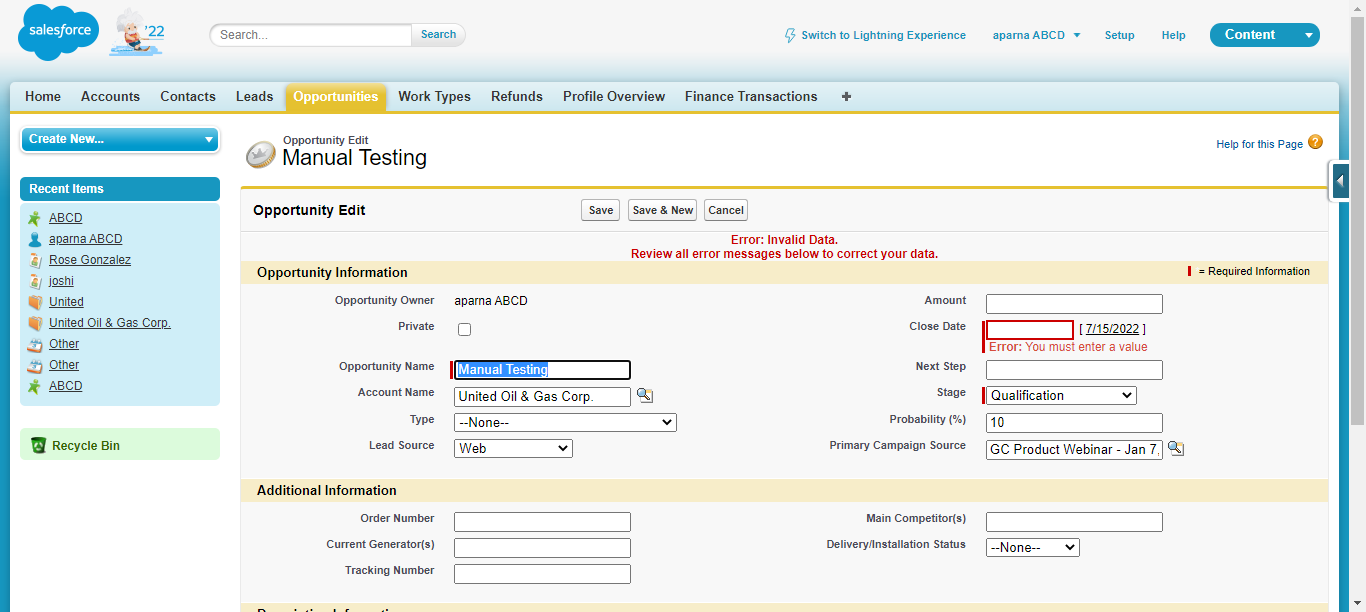 salesforce
'22
Search...
Search
Switch to Lightning Experience
aparna ABCD
Setup
Help
Content
Home
Accounts
Contacts
Leads
Opportunities
Work Types
Refunds
Profile Overview
Finance Transactions
+
Create New...
Recent Items
ABCD
aparna ABCD
Rose Gonzalez
joshi
United
United Oil & Gas Corp.
Other
Other
ABCD
Recycle Bin
Opportunity Edit
Manual Testing
Help for this Page ?
Opportunity Edit
Save
Save & New
Cancel
Error: Invalid Data.
Review all error messages below to correct your data.
Opportunity Information
= Required Information
Opportunity Owner aparna ABCD
Amount
Private
Close Date [ 7/15/2022 ]
Error: You must enter a value
Opportunity Name Manual Testing
Next Step
Account Name United Oil & Gas Corp.
Stage Qualification
Type --None--
Probability (%) 10
Lead Source Web
Primary Campaign Source GC Product Webinar - Jan 7,
Additional Information
Order Number
Main Competitor(s)
Current Generator(s)
Delivery/Installation Status --None--
Tracking Number